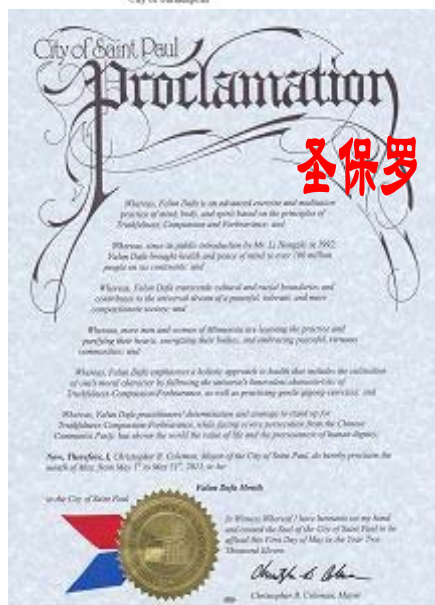 City of Saint Paul
Proclamation
圣保罗
Whereas, Falun Dafa is an advanced exercise and meditation
practice of mind, body, and spirit based on the principles of
Truthfulness, Compassion and Forbearance; and
Whereas, since its public introduction by Mr. Li Hongzhi in 1992,
Falun Dafa brought health and peace of mind to over 100 million
people on six continents; and
Whereas, Falun Dafa transcends cultural and racial boundaries and
contributes to the universal dream of a peaceful, tolerant, and more
compassionate society; and
Whereas, more men and women of Minnesota are learning the practice and
purifying their hearts, energizing their bodies, and embracing peaceful, virtuous
communities; and
Whereas, Falun Dafa emphasizes a holistic approach to health that includes the cultivation
of one's moral character by following the universe's benevolent characteristic of
Truthfulness-Compassion-Forbearance, as well as practicing gentle qigong exercises; and
Whereas, Falun Dafa practitioners' determination and courage to stand up for
Truthfulness-Compassion-Forbearance, while facing severe persecution from the Chinese
Communist Party, has shown the world the value of life and the preciousness of human dignity;
Now, Therefore, I, Christopher B. Coleman, Mayor of the City of Saint Paul, do hereby proclaim the
month of May, from May 1st to May 31st, 2011, to be
Falun Dafa Month
in the City of Saint Paul
In Witness Whereof I have hereunto set my hand
and caused the Seal of the City of Saint Paul to be
affixed this First Day of May in the Year Two
Thousand Eleven
Christopher B. Coleman, Mayor